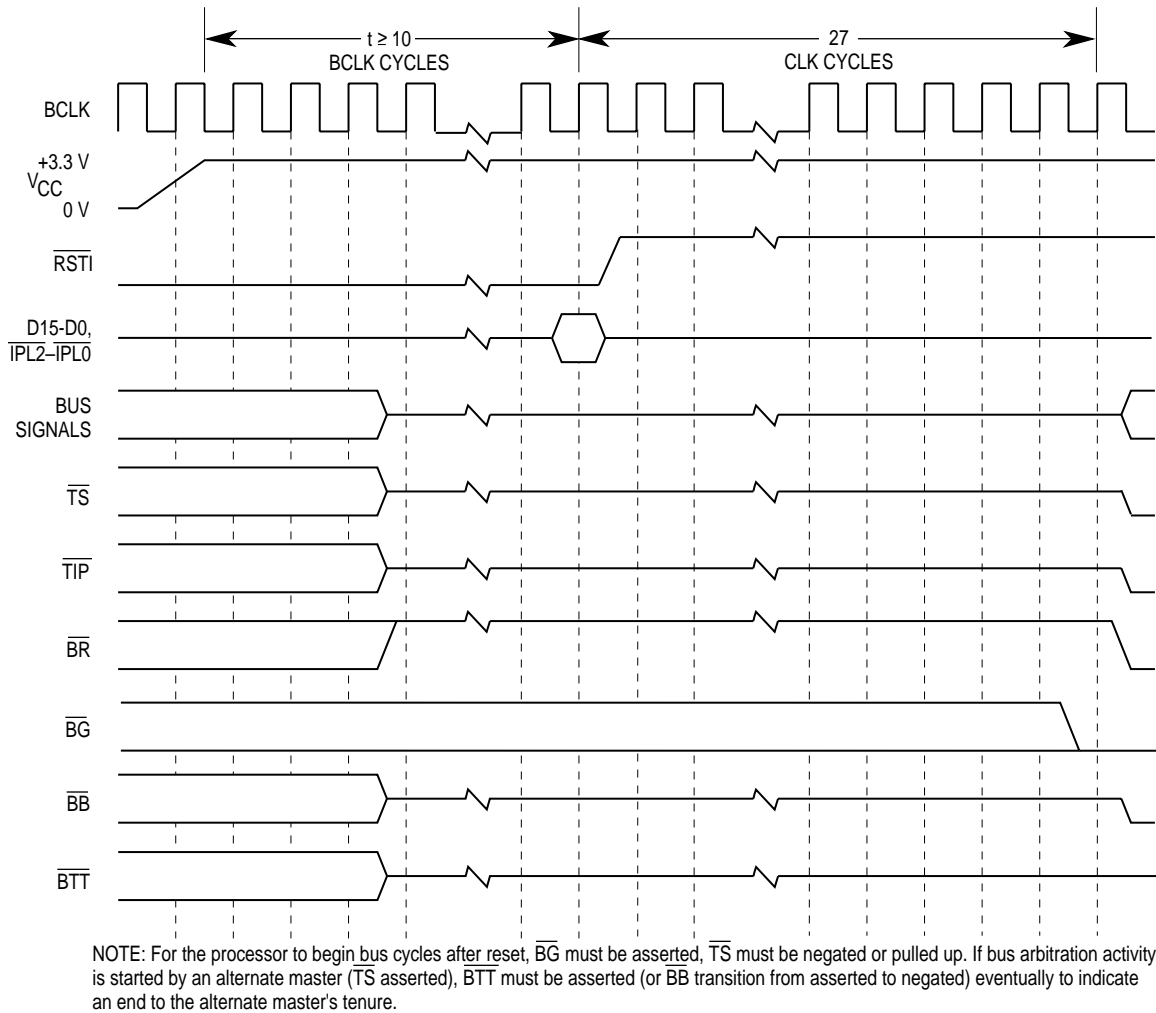 t ≥ 10
BCLK CYCLES
27
CLK CYCLES
BCLK
+3.3 V
VCC
0 V
RSTI
D15-D0,
IPL2–IPL0
BUS
SIGNALS
TS
TIP
BR
BG
BB
BTT
NOTE: For the processor to begin bus cycles after reset, BG must be asserted, TS must be negated or pulled up. If bus arbitration activity
is started by an alternate master (TS asserted), BTT must be asserted (or BB transition from asserted to negated) eventually to indicate
an end to the alternate master's tenure.